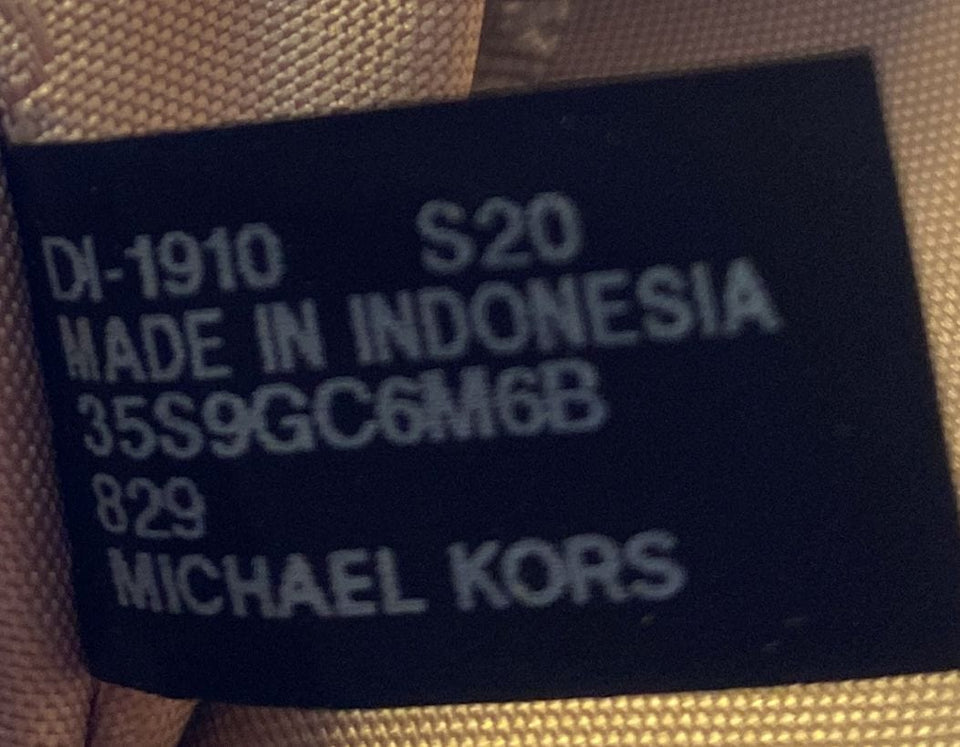 DI-1910 S20
MADE IN INDONESIA
35S9GC6M6B
829
MICHAEL KORS